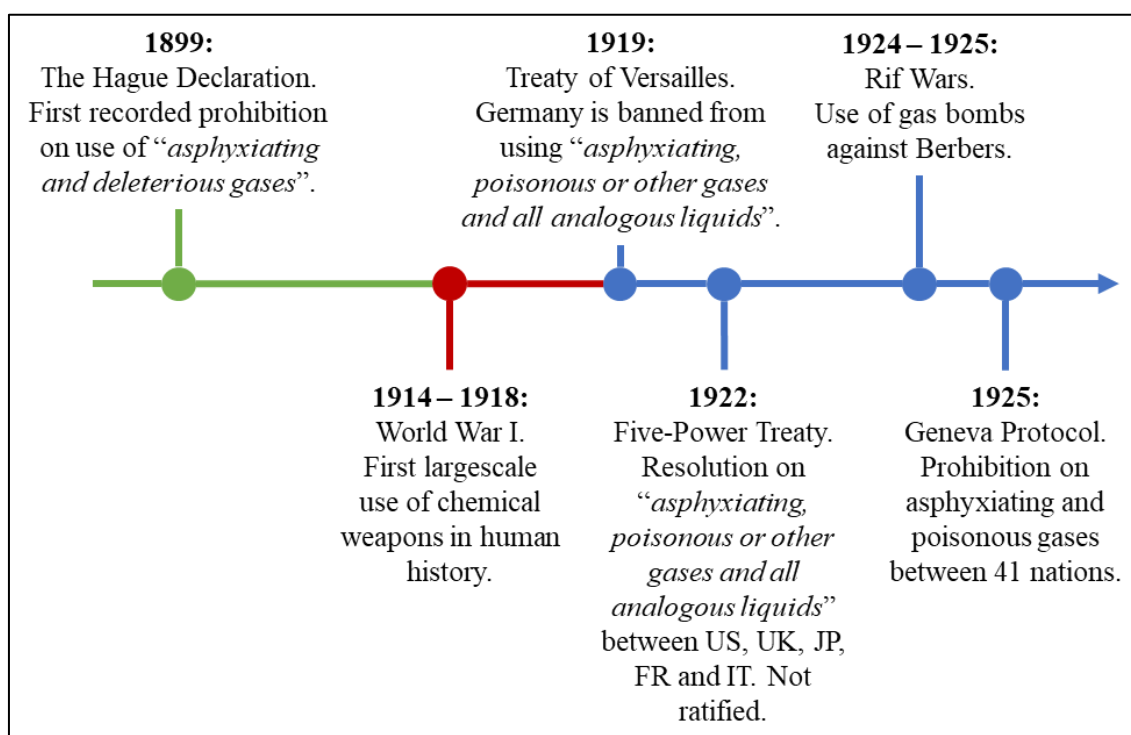 1899:
The Hague Declaration.
First recorded prohibition
on use of “asphyxiating
and deleterious gases”.
1919:
Treaty of Versailles.
Germany is banned from
using “asphyxiating,
poisonous or other gases
and all analogous liquids”.
1924 – 1925:
Rif Wars.
Use of gas bombs
against Berbers.
1914 – 1918:
World War I.
First largescale
use of chemical
weapons in human
history.
1922:
Five-Power Treaty.
Resolution on
“asphyxiating,
poisonous or other
gases and all
analogous liquids”
between US, UK, JP,
FR and IT. Not
ratified.
1925:
Geneva Protocol.
Prohibition on
asphyxiating and
poisonous gases
between 41 nations.